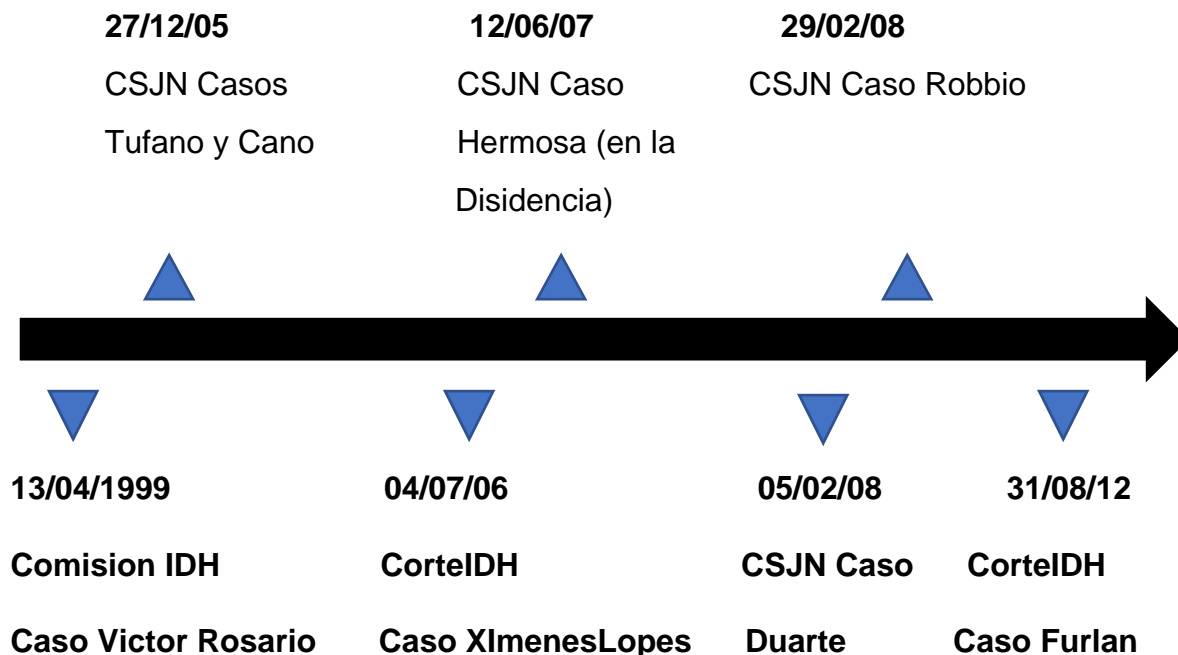 27/12/05 12/06/07 29/02/08
CSJN Casos CSJN Caso CSJN Caso Robbio
Tufano y Cano Hermosa (en la
Disidencia)
13/04/1999 04/07/06 05/02/08 31/08/12
Comision IDH CorteIDH CSJN Caso CorteIDH
Caso Victor Rosario Caso XImenesLopes Duarte Caso Furlan